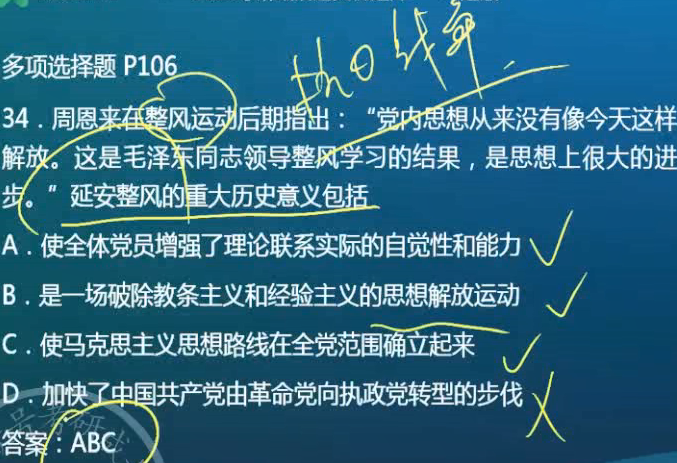 多项选择题 P106
抗日战争.
34．周恩来在整风运动后期指出：“党内思想从来没有像今天这样
解放。这是毛泽东同志领导整风学习的结果，是思想上很大的进
步。”延安整风的重大历史意义包括
A．使全体党员增强了理论联系实际的自觉性和能力
B．是一场破除教条主义和经验主义的思想解放运动
C．使马克思主义思想路线在全党范围确立起来
D．加快了中国共产党由革命党向执政党转型的步伐
答案：ABC